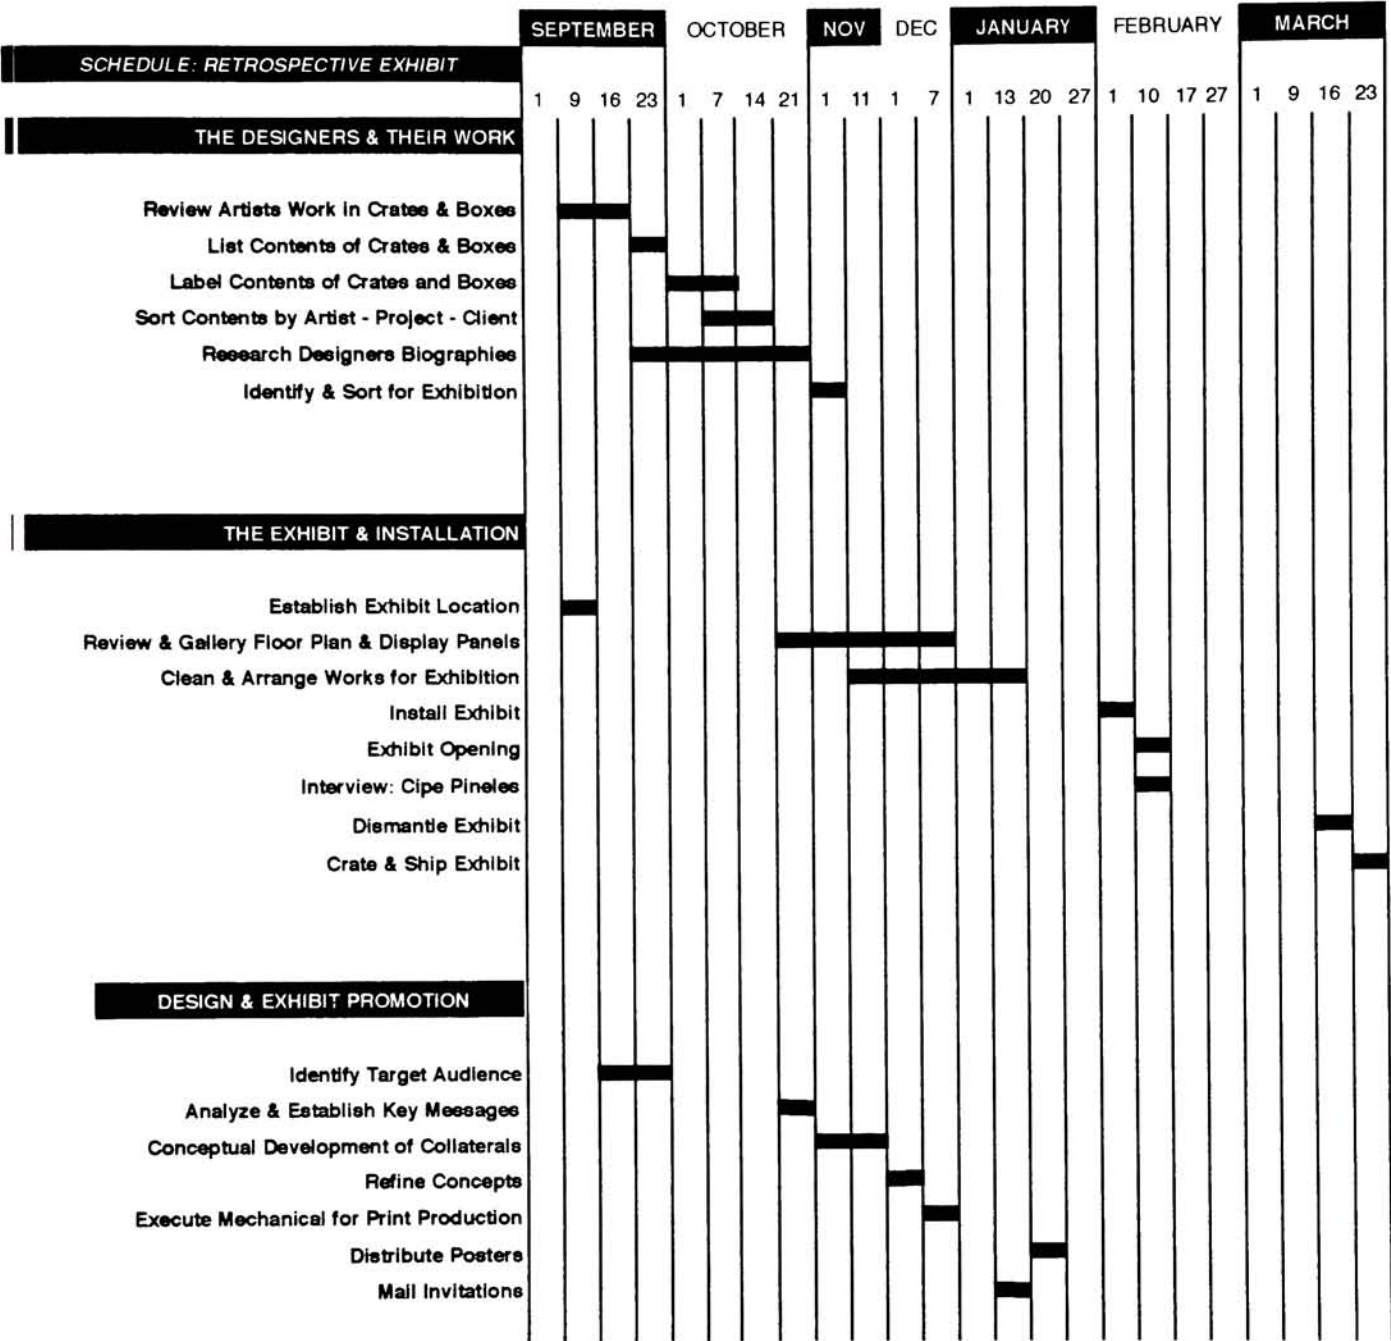 SEPTEMBER OCTOBER NOV DEC JANUARY FEBRUARY MARCH
SCHEDULE: RETROSPECTIVE EXHIBIT
1 9 16 23 1 7 14 21 1 11 1 7 1 13 20 27 1 10 17 27 1 9 16 23
THE DESIGNERS & THEIR WORK
Review Artists Work in Crates & Boxes
List Contents of Crates & Boxes
Label Contents of Crates and Boxes
Sort Contents by Artist - Project - Client
Research Designers Biographies
Identify & Sort for Exhibition
THE EXHIBIT & INSTALLATION
Establish Exhibit Location
Review & Gallery Floor Plan & Display Panels
Clean & Arrange Works for Exhibition
Install Exhibit
Exhibit Opening
Interview: Cipe Pineles
Dismantle Exhibit
Crate & Ship Exhibit
DESIGN & EXHIBIT PROMOTION
Identify Target Audience
Analyze & Establish Key Messages
Conceptual Development of Collaterals
Refine Concepts
Execute Mechanical for Print Production
Distribute Posters
Mail Invitations